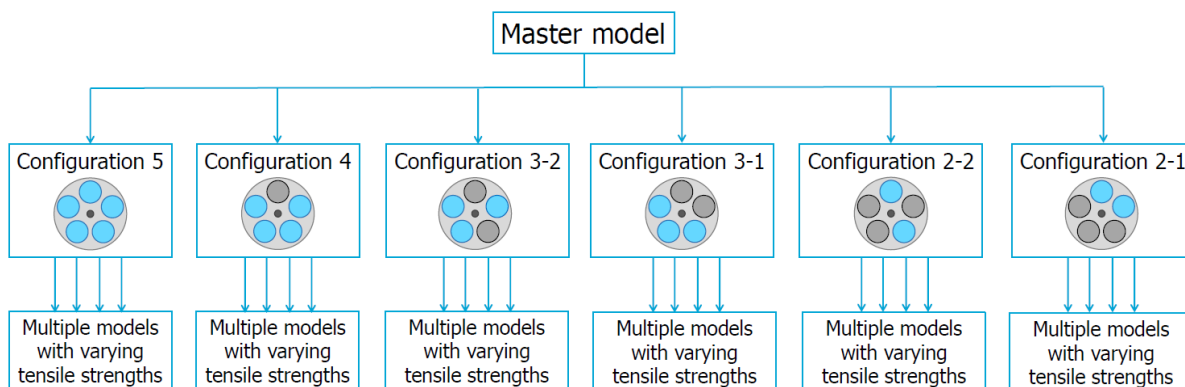 Master model
Configuration 5
Configuration 4
Configuration 3-2
Configuration 3-1
Configuration 2-2
Configuration 2-1
Multiple models
with varying
tensile strengths
Multiple models
with varying
tensile strengths
Multiple models
with varying
tensile strengths
Multiple models
with varying
tensile strengths
Multiple models
with varying
tensile strengths
Multiple models
with varying
tensile strengths